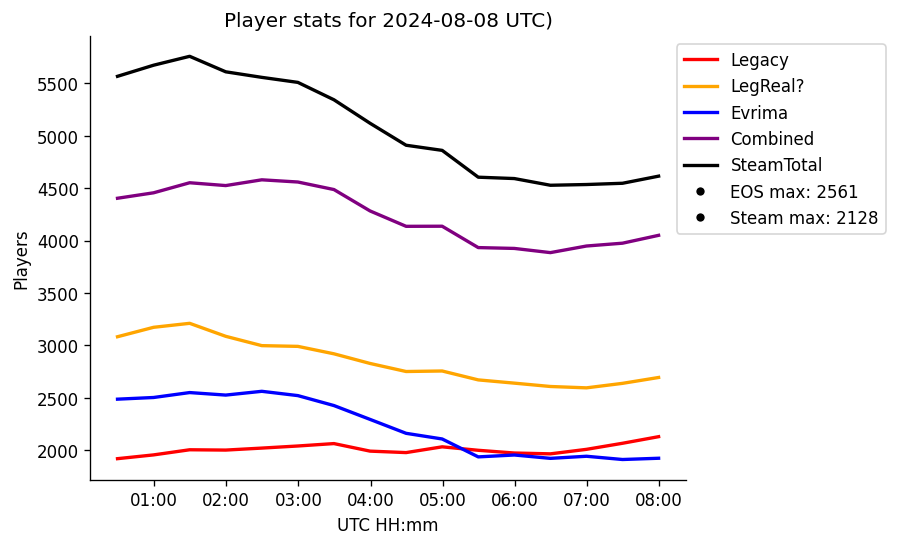 Player stats for 2024-08-08 UTC)
Players
5500
5000
4500
4000
3500
3000
2500
2000
01:00 02:00 03:00 04:00 05:00 06:00 07:00 08:00
UTC HH:mm
Legacy
LegReal?
Evrima
Combined
SteamTotal
EOS max: 2561
Steam max: 2128